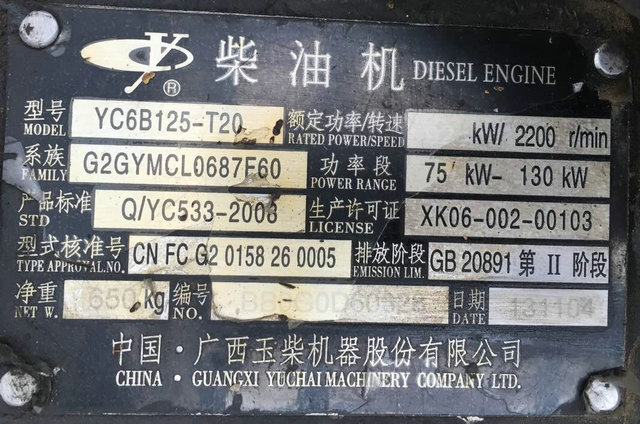 柴油机 DIESEL ENGINE
®
型号 MODEL YC6B125-T20 额定功率/转速 RATED POWER/SPEED kW/ 2200 r/min
系族 FAMILY G2GYMCL0687F60 功率段 POWER RANGE 75 kW- 130 kW
产品标准 STD Q/YC533-2008 生产许可证 LICENSE XK06-002-00103
型式核准号 TYPE APPROVAL.NO. CN FC G2 0158 26 0005 排放阶段 EMISSION LIM. GB 20891 第 II 阶段
净重 NET W. 650 kg 编号 NO. 日期 DATE 131104
中国·广西玉柴机器股份有限公司
CHINA · GUANGXI YUCHAI MACHINERY COMPANY LTD.